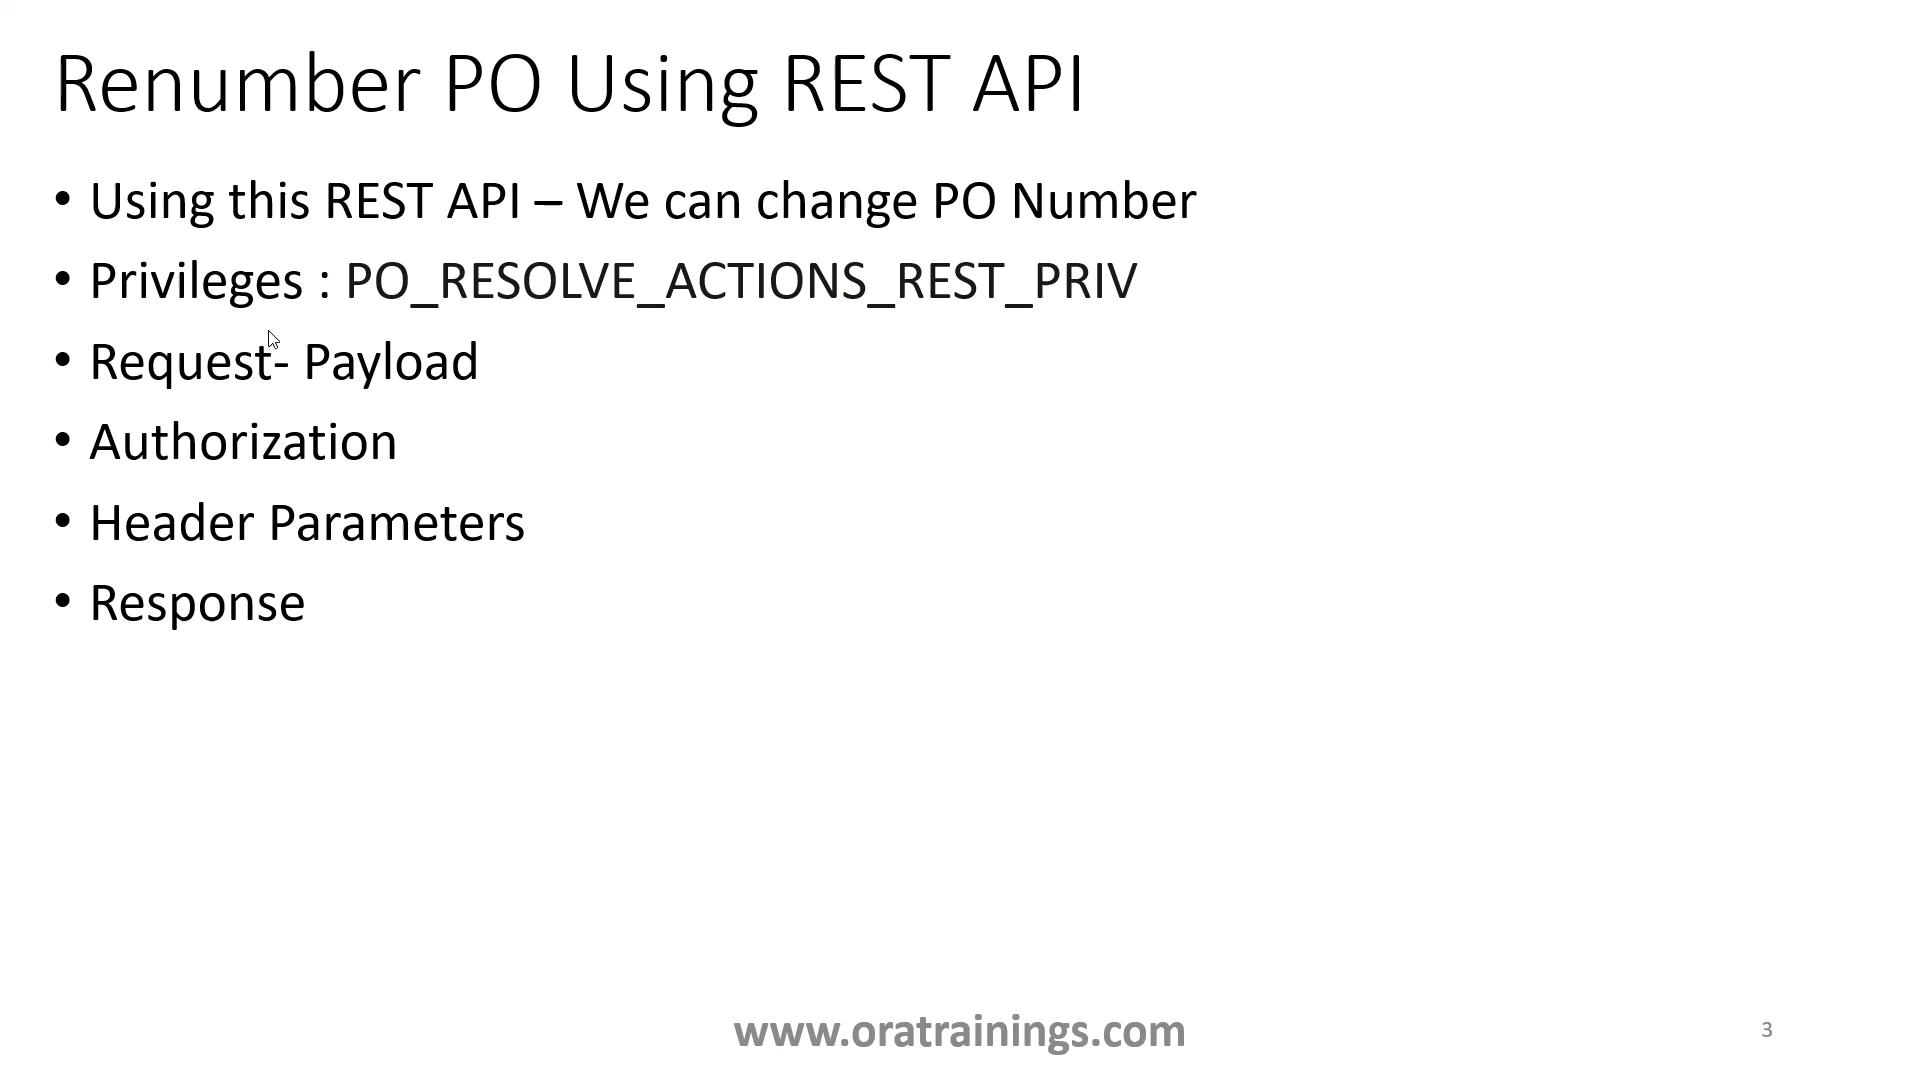 Renumber PO Using REST API
• Using this REST API – We can change PO Number
• Privileges : PO_RESOLVE_ACTIONS_REST_PRIV
• Request- Payload
• Authorization
• Header Parameters
• Response
www.oratrainings.com
3